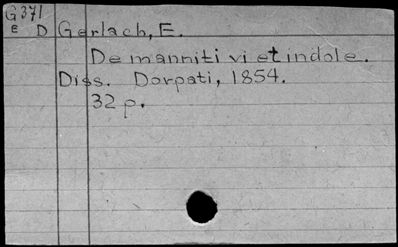 G371
E D Gerlach, E.
De manniti vi et indole.
Diss. Dorpati, 1854.
32 p.